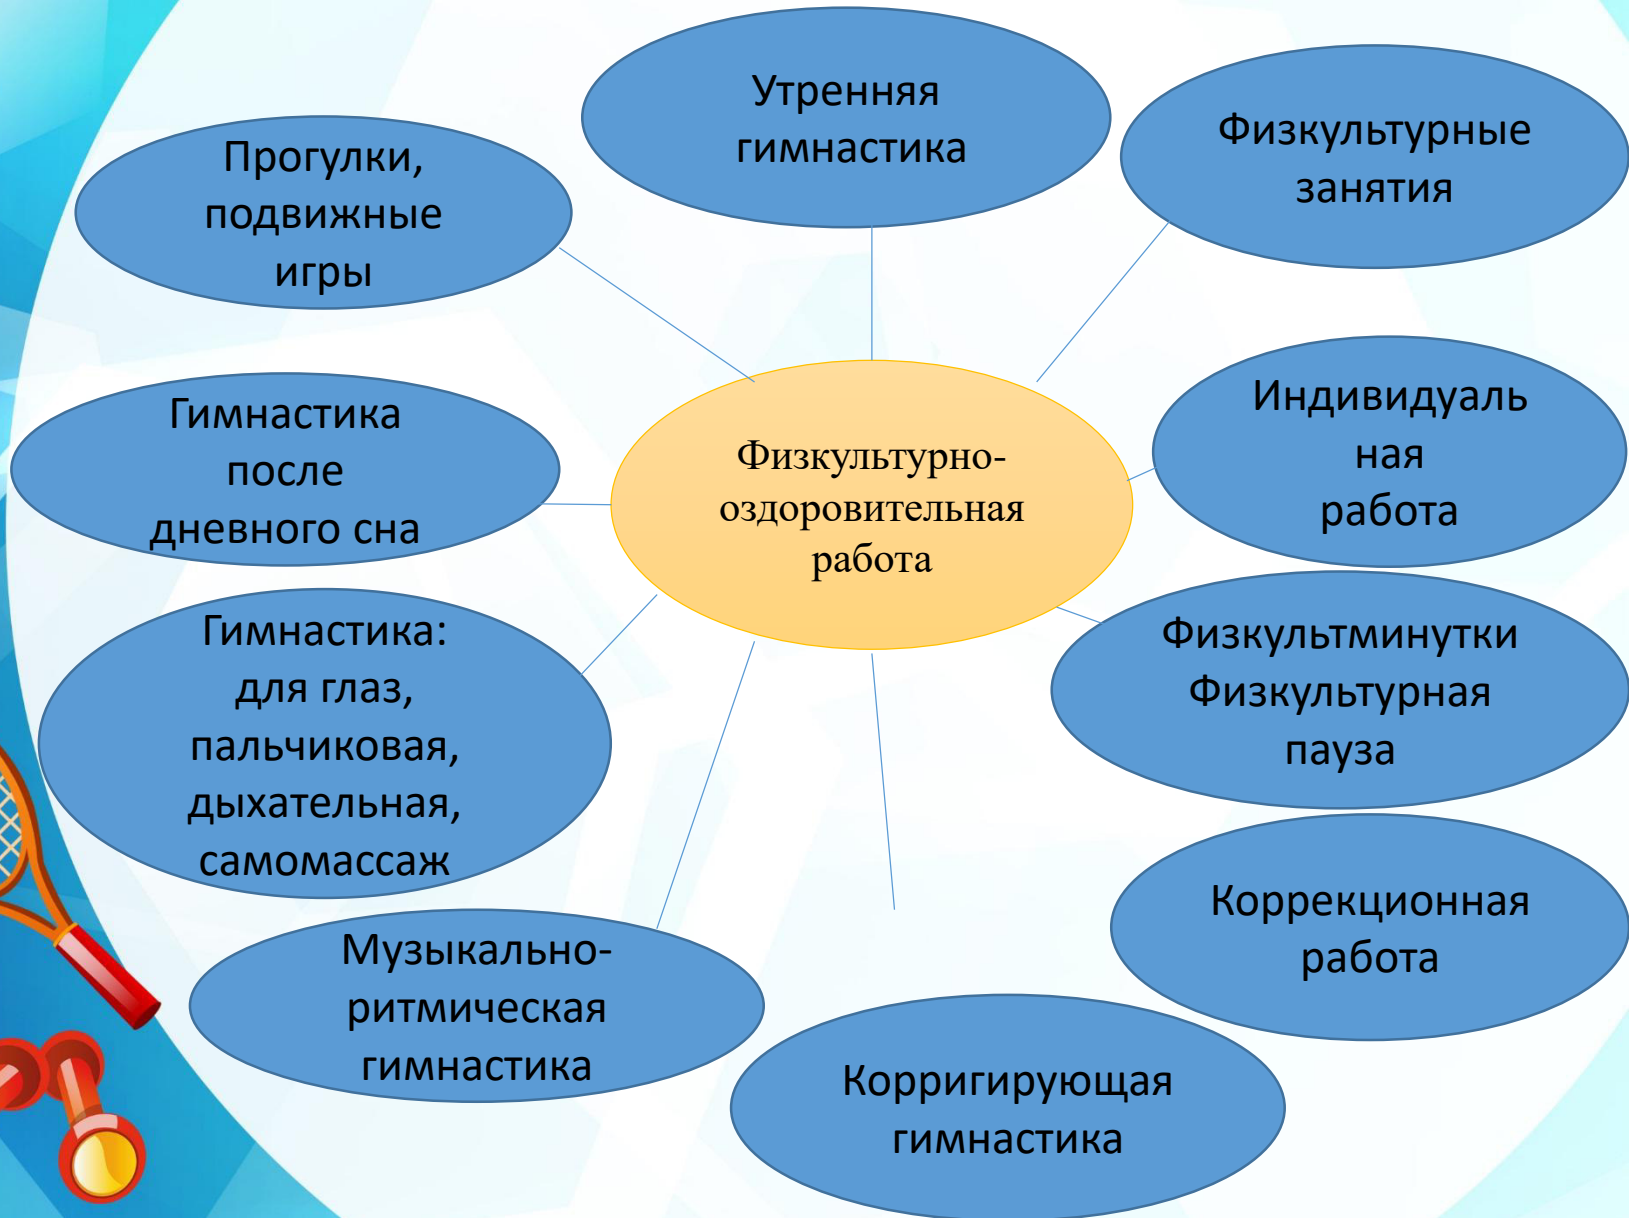 Утренняя
гимнастика
Физкультурные
занятия
Прогулки,
подвижные
игры
Индивидуаль
ная
работа
Гимнастика
после
дневного сна
Физкультурно-
оздоровительная
работа
Гимнастика:
для глаз,
пальчиковая,
дыхательная,
самомассаж
Физкультминутки
Физкультурная
пауза
Коррекционная
работа
Музыкально-
ритмическая
гимнастика
Корригирующая
гимнастика